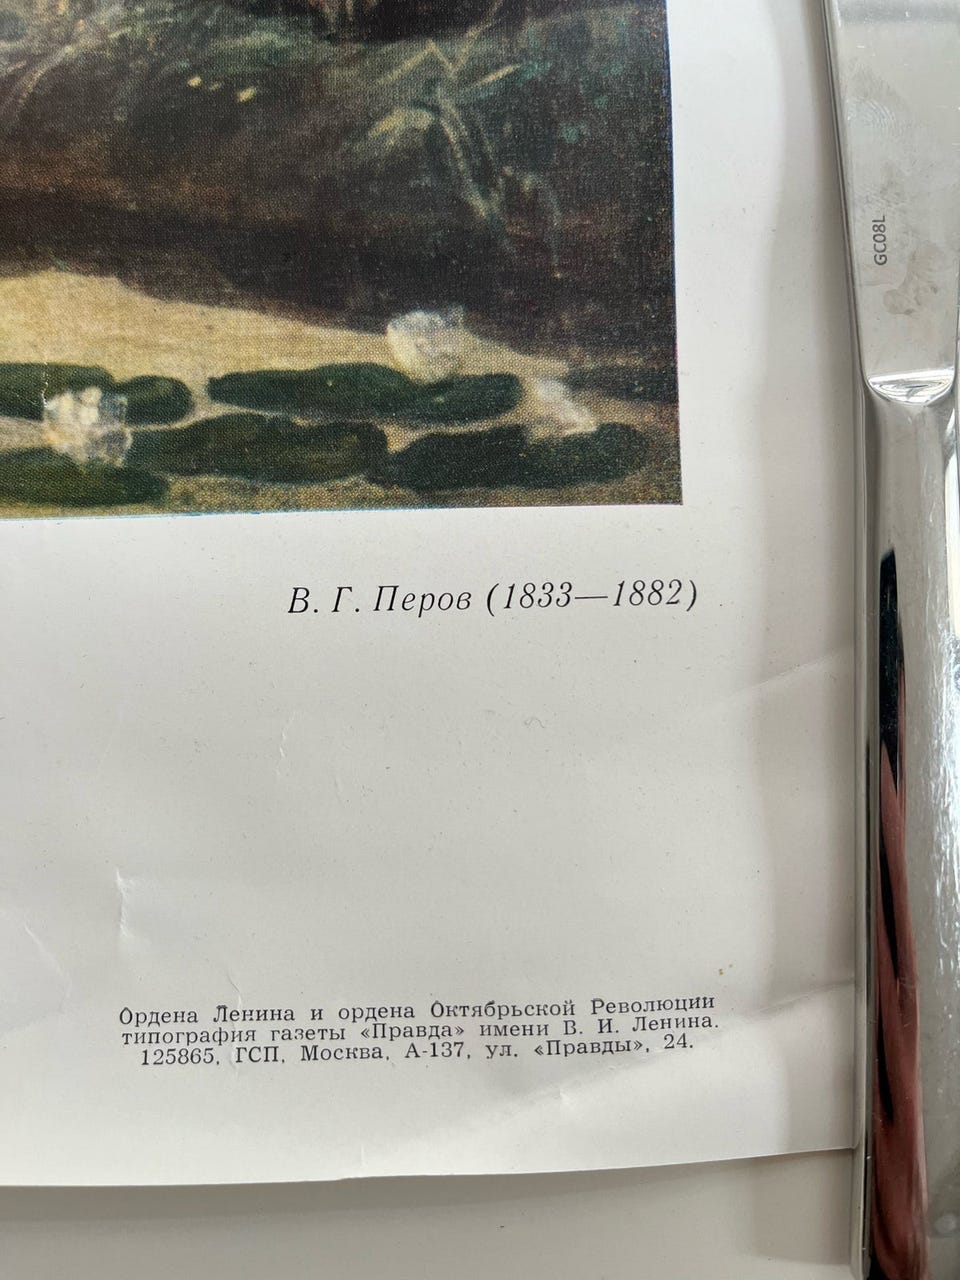 GC08L
В. Г. Перов (1833—1882)
Ордена Ленина и ордена Октябрьской Революции
типография газеты «Правда» имени В. И. Ленина.
125865, ГСП, Москва, А-137, ул. «Правды», 24.